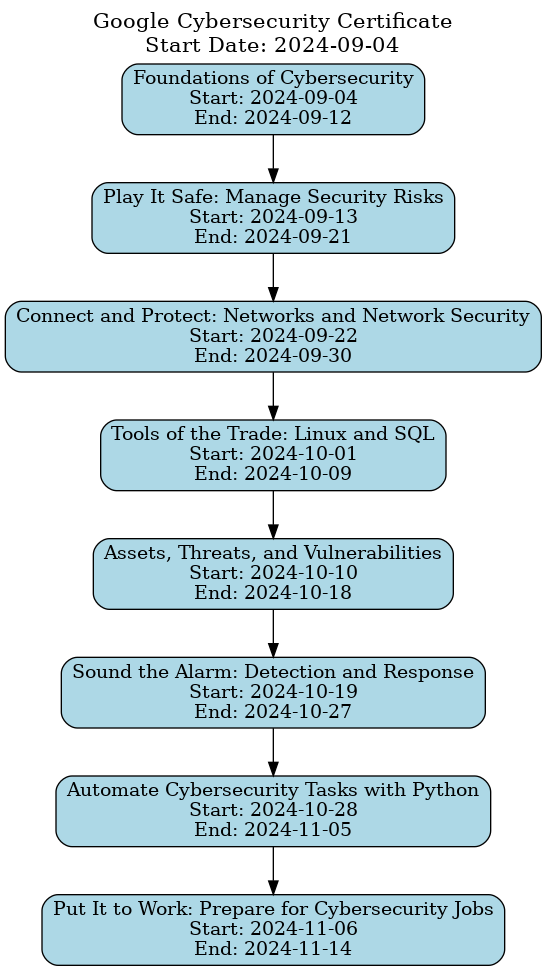 Google Cybersecurity Certificate
Start Date: 2024-09-04
Foundations of Cybersecurity
Start: 2024-09-04
End: 2024-09-12
Play It Safe: Manage Security Risks
Start: 2024-09-13
End: 2024-09-21
Connect and Protect: Networks and Network Security
Start: 2024-09-22
End: 2024-09-30
Tools of the Trade: Linux and SQL
Start: 2024-10-01
End: 2024-10-09
Assets, Threats, and Vulnerabilities
Start: 2024-10-10
End: 2024-10-18
Sound the Alarm: Detection and Response
Start: 2024-10-19
End: 2024-10-27
Automate Cybersecurity Tasks with Python
Start: 2024-10-28
End: 2024-11-05
Put It to Work: Prepare for Cybersecurity Jobs
Start: 2024-11-06
End: 2024-11-14